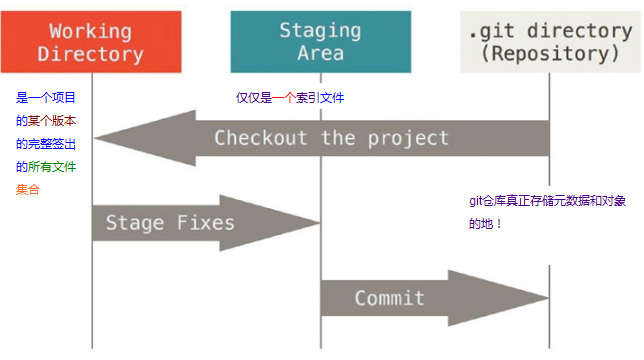 Working
Directory
Staging
Area
.git directory
(Repository)
是一个项目
的某个版本
的完整签出
的所有文件
集合
仅仅是一个索引文件
Checkout the project
git仓库真正存储元数据和对象
的地！
Stage Fixes
Commit